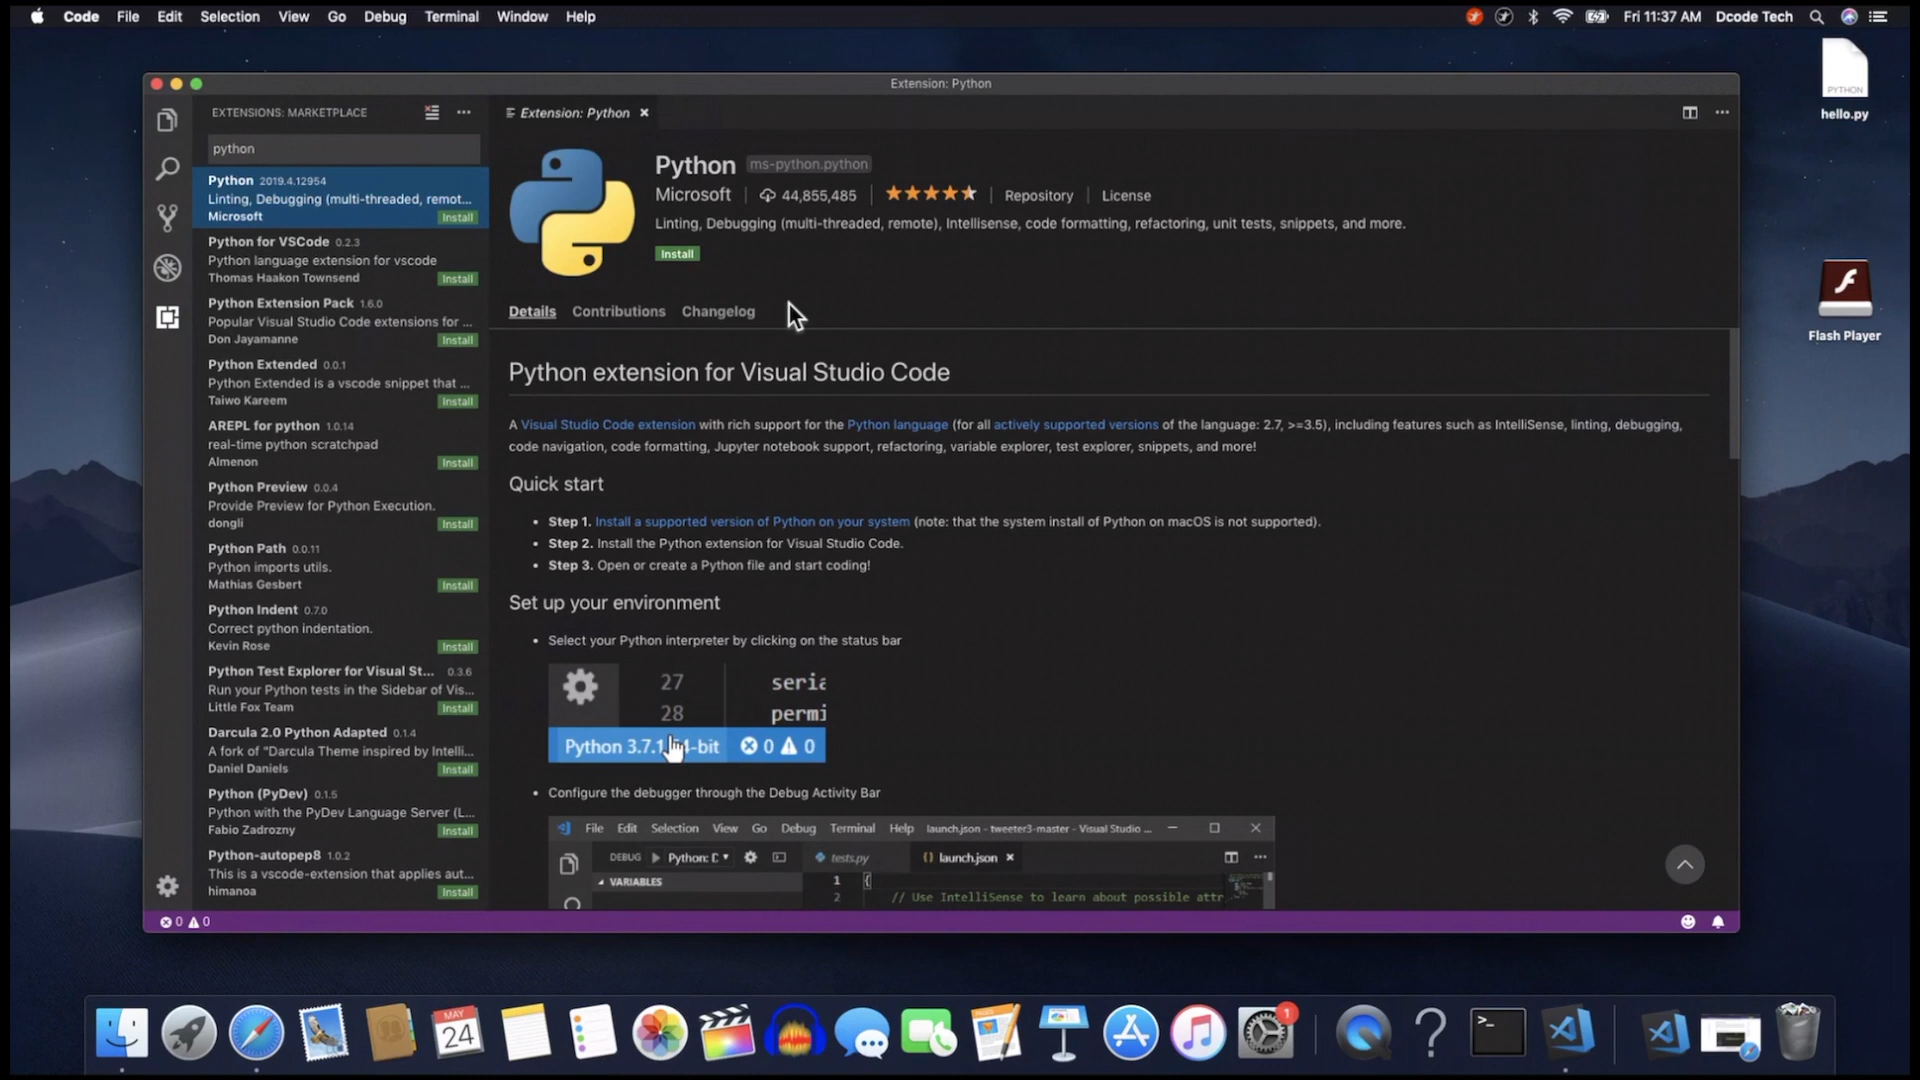 Code File Edit Selection View Go Debug Terminal Window Help
Fri 11:37 AM Dcode Tech
PYTHON
hello.py
Flash Player
Extension: Python
EXTENSIONS: MARKETPLACE
python
Python 2019.4.12954
Linting, Debugging (multi-threaded, remot...
Microsoft Install
Python for VSCode 0.2.3
Python language extension for vscode
Thomas Haakon Townsend Install
Python Extension Pack 1.6.0
Popular Visual Studio Code extensions for ...
Don Jayamanne Install
Python Extended 0.0.1
Python Extended is a vscode snippet that ...
Taiwo Kareem Install
AREPL for python 1.0.14
real-time python scratchpad
Almenon Install
Python Preview 0.0.4
Provide Preview for Python Execution.
dongli Install
Python Path 0.0.11
Python imports utils.
Mathias Gesbert Install
Python Indent 0.7.0
Correct python indentation.
Kevin Rose Install
Python Test Explorer for Visual St... 0.3.6
Run your Python tests in the Sidebar of Vis...
Little Fox Team Install
Darcula 2.0 Python Adapted 0.1.4
A fork of "Darcula Theme inspired by Intelli...
Daniel Daniels Install
Python (PyDev) 0.1.5
Python with the PyDev Language Server (L...
Fabio Zadrozny Install
Python-autopep8 1.0.2
This is a vscode-extension that applies aut...
himanoa Install
Extension: Python
Python ms-python.python
Microsoft 44,855,485 Repository License
Linting, Debugging (multi-threaded, remote), Intellisense, code formatting, refactoring, unit tests, snippets, and more.
Install
Details Contributions Changelog
Python extension for Visual Studio Code
A Visual Studio Code extension with rich support for the Python language (for all actively supported versions of the language: 2.7, >=3.5), including features such as IntelliSense, linting, debugging,
code navigation, code formatting, Jupyter notebook support, refactoring, variable explorer, test explorer, snippets, and more!
Quick start
• Step 1. Install a supported version of Python on your system (note: that the system install of Python on macOS is not supported).
• Step 2. Install the Python extension for Visual Studio Code.
• Step 3. Open or create a Python file and start coding!
Set up your environment
• Select your Python interpreter by clicking on the status bar
27 seria
28 permi
Python 3.7.1 -bit 0 0
• Configure the debugger through the Debug Activity Bar
File Edit Selection View Go Debug Terminal Help launch.json - tweeter3-master - Visual Studio ...
DEBUG Python: tests.py {} launch.json
VARIABLES
1 {
2 // Use IntelliSense to learn about possible attr
0 0
MAY
24
1